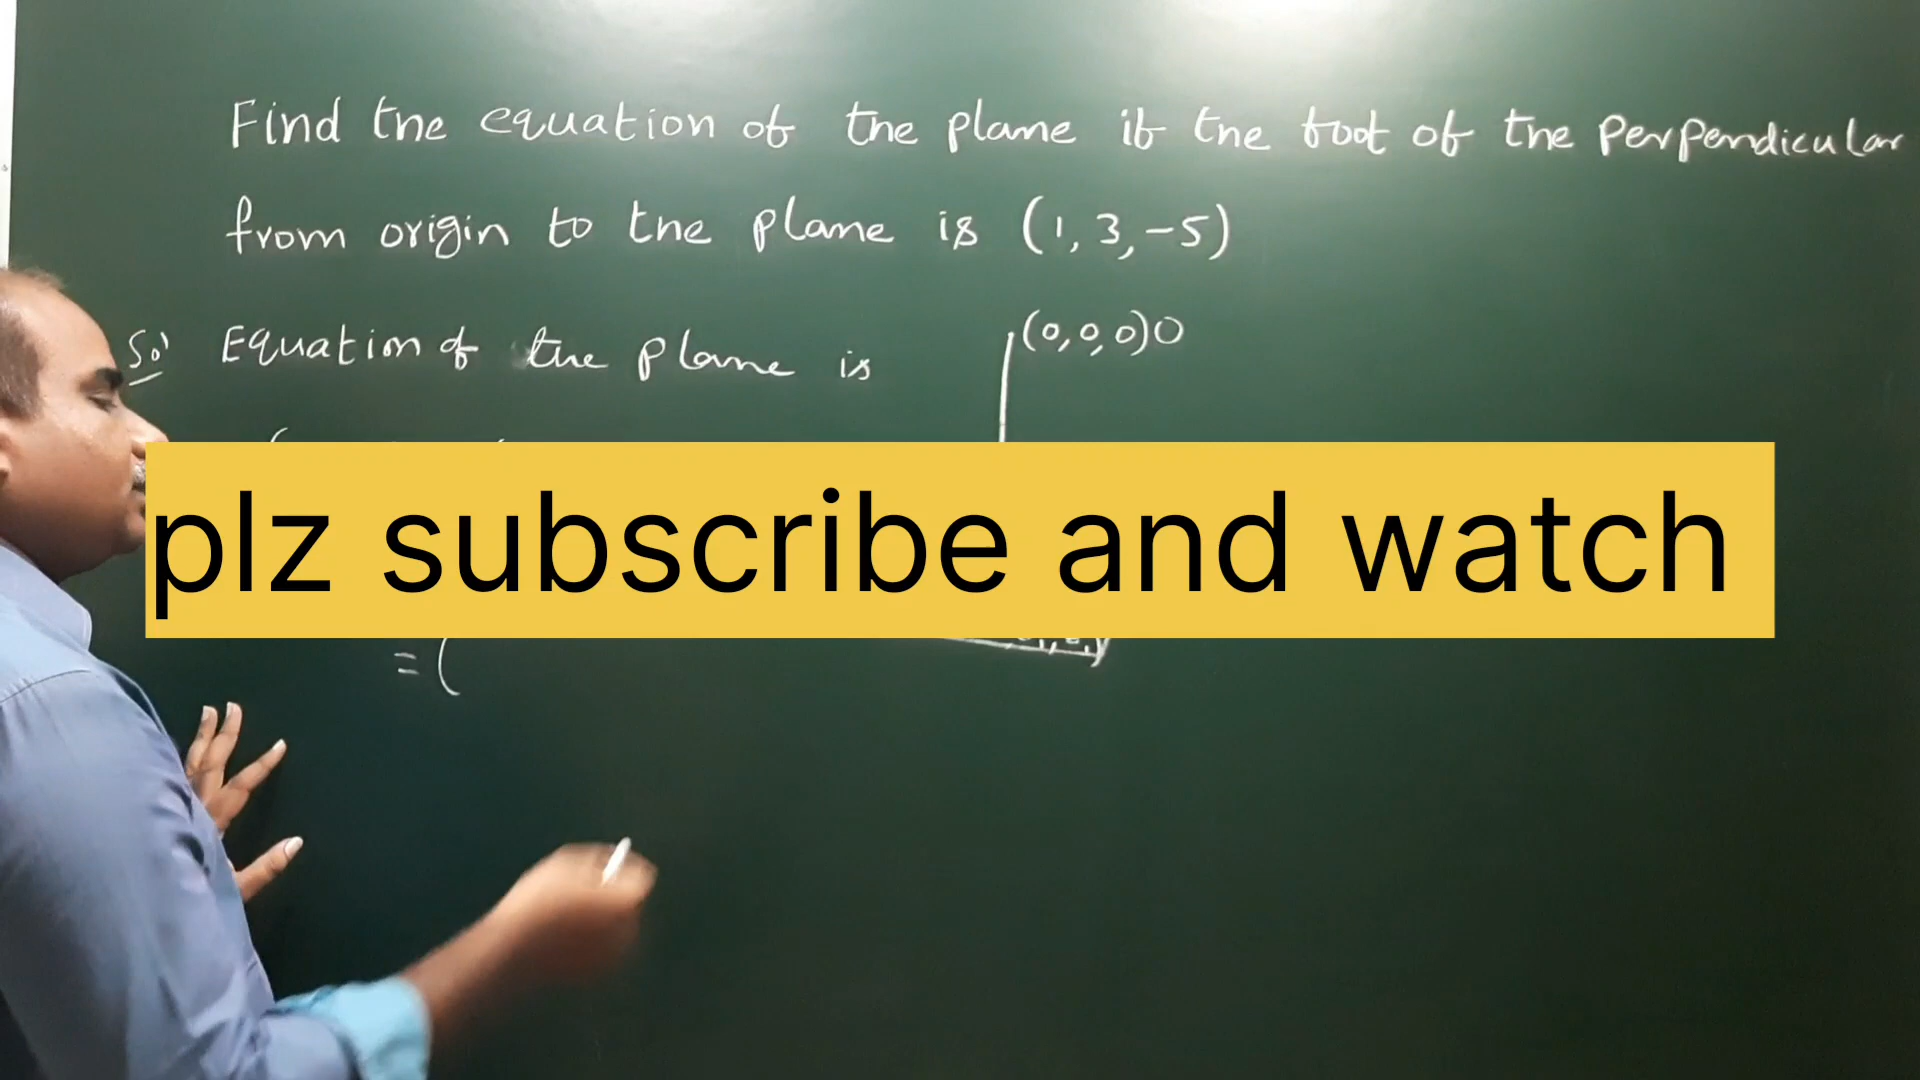 Find the equation of the plane if the foot of the perpendicular
from origin to the plane is (1, 3, -5)
Sol Equation of the plane is
(0, 0, 0) O
plz subscribe and watch
= (